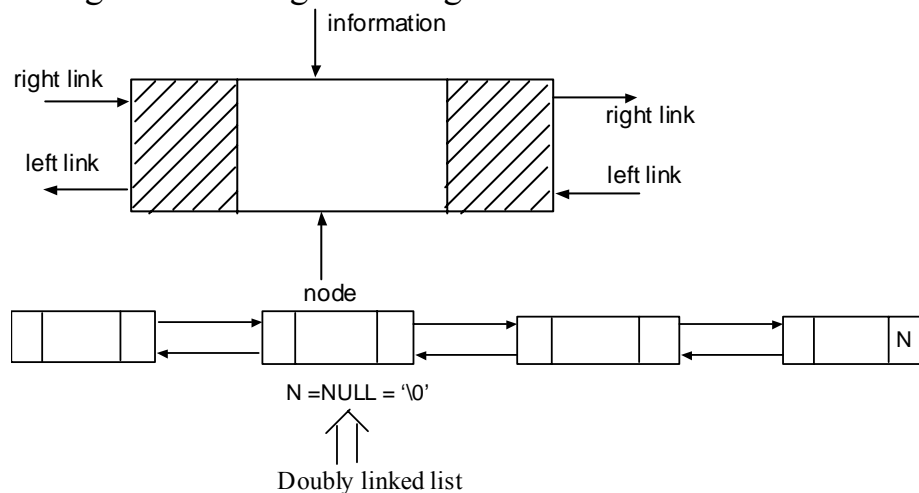 information
right link
right link
left link
left link
node
N
N =NULL = ‘\0’
Doubly linked list